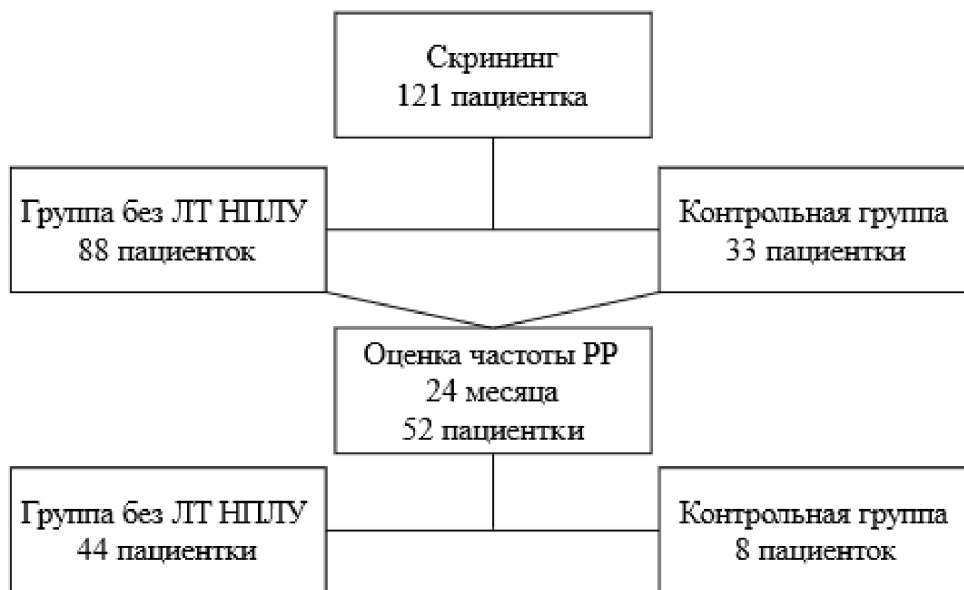 Скрининг
121 пациентка
Группа без ЛТ НПЛУ
88 пациенток
Контрольная группа
33 пациентки
Оценка частоты РР
24 месяца
52 пациентки
Группа без ЛТ НПЛУ
44 пациентки
Контрольная группа
8 пациенток